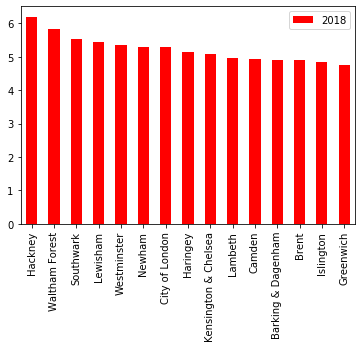 2018
6
5
4
3
2
1
0
Hackney
Waltham Forest
Southwark
Lewisham
Westminster
Newham
City of London
Haringey
Kensington & Chelsea
Lambeth
Camden
Barking & Dagenham
Brent
Islington
Greenwich